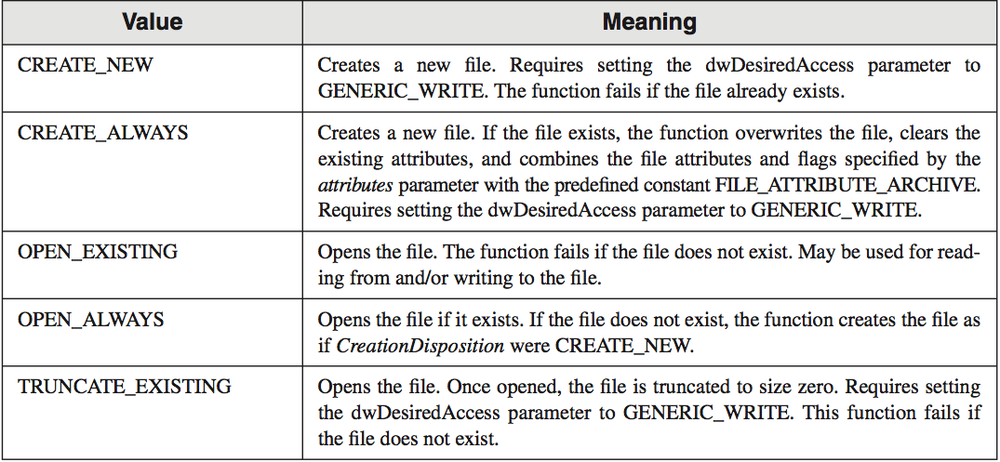 Value
Meaning
CREATE_NEW
Creates a new file. Requires setting the dwDesiredAccess parameter to
GENERIC_WRITE. The function fails if the file already exists.
CREATE_ALWAYS
Creates a new file. If the file exists, the function overwrites the file, clears the
existing attributes, and combines the file attributes and flags specified by the
attributes parameter with the predefined constant FILE_ATTRIBUTE_ARCHIVE.
Requires setting the dwDesiredAccess parameter to GENERIC_WRITE.
OPEN_EXISTING
Opens the file. The function fails if the file does not exist. May be used for read-
ing from and/or writing to the file.
OPEN_ALWAYS
Opens the file if it exists. If the file does not exist, the function creates the file as
if CreationDisposition were CREATE_NEW.
TRUNCATE_EXISTING
Opens the file. Once opened, the file is truncated to size zero. Requires setting
the dwDesiredAccess parameter to GENERIC_WRITE. This function fails if
the file does not exist.